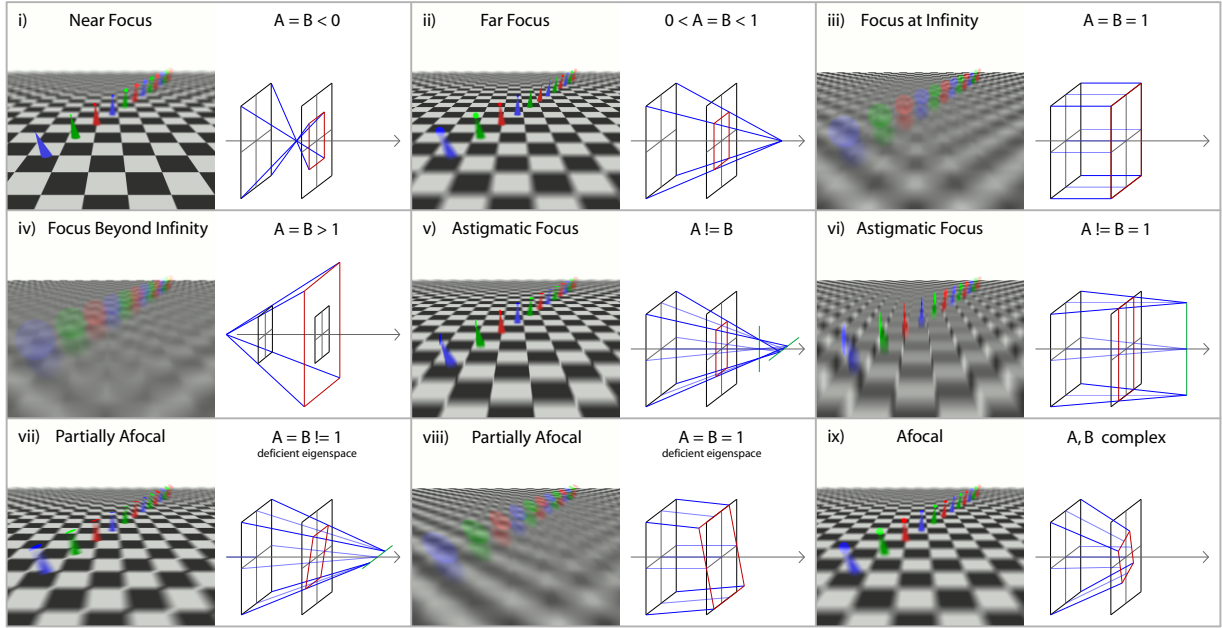 i) Near Focus A = B < 0
ii) Far Focus 0 < A = B < 1
iii) Focus at Infinity A = B = 1
iv) Focus Beyond Infinity A = B > 1
v) Astigmatic Focus A != B
vi) Astigmatic Focus A != B = 1
vii) Partially Afocal A = B != 1
deficient eigenspace
viii) Partially Afocal A = B = 1
deficient eigenspace
ix) Afocal A, B complex